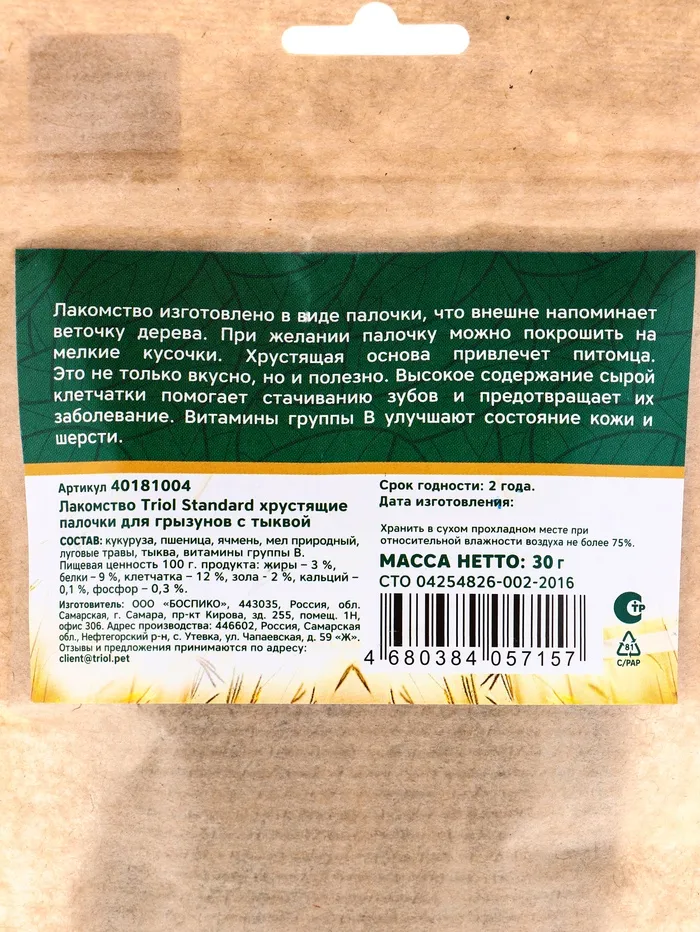 Лакомство изготовлено в виде палочки, что внешне напоминает
веточку дерева. При желании палочку можно покрошить на
мелкие кусочки. Хрустящая основа привлечет питомца.
Это не только вкусно, но и полезно. Высокое содержание сырой
клетчатки помогает стачиванию зубов и предотвращает их
заболевание. Витамины группы В улучшают состояние кожи и
шерсти.
Артикул 40181004
Лакомство Triol Standard хрустящие
палочки для грызунов с тыквой
СОСТАВ: кукуруза, пшеница, ячмень, мел природный,
луговые травы, тыква, витамины группы В.
Пищевая ценность 100 г. продукта: жиры – 3 %,
белки – 9 %, клетчатка – 12 %, зола - 2 %, кальций –
0,1 %, фосфор – 0,3 %.
Изготовитель: ООО «БОСПИКО», 443035, Россия, обл.
Самарская, г. Самара, пр-кт Кирова, зд. 255, помещ. 1Н,
офис 306. Адрес производства: 446602, Россия, Самарская
обл., Нефтегорский р-н, с. Утевка, ул. Чапаевская, д. 59 «Ж».
Отзывы и предложения принимаются по адресу:
client@triol.pet
Срок годности: 2 года.
Дата изготовления:
Хранить в сухом прохладном месте при
относительной влажности воздуха не более 75%.
МАССА НЕТТО: 30 г
СТО 04254826-002-2016
4 680384 057157
СТР
81
C/PAP